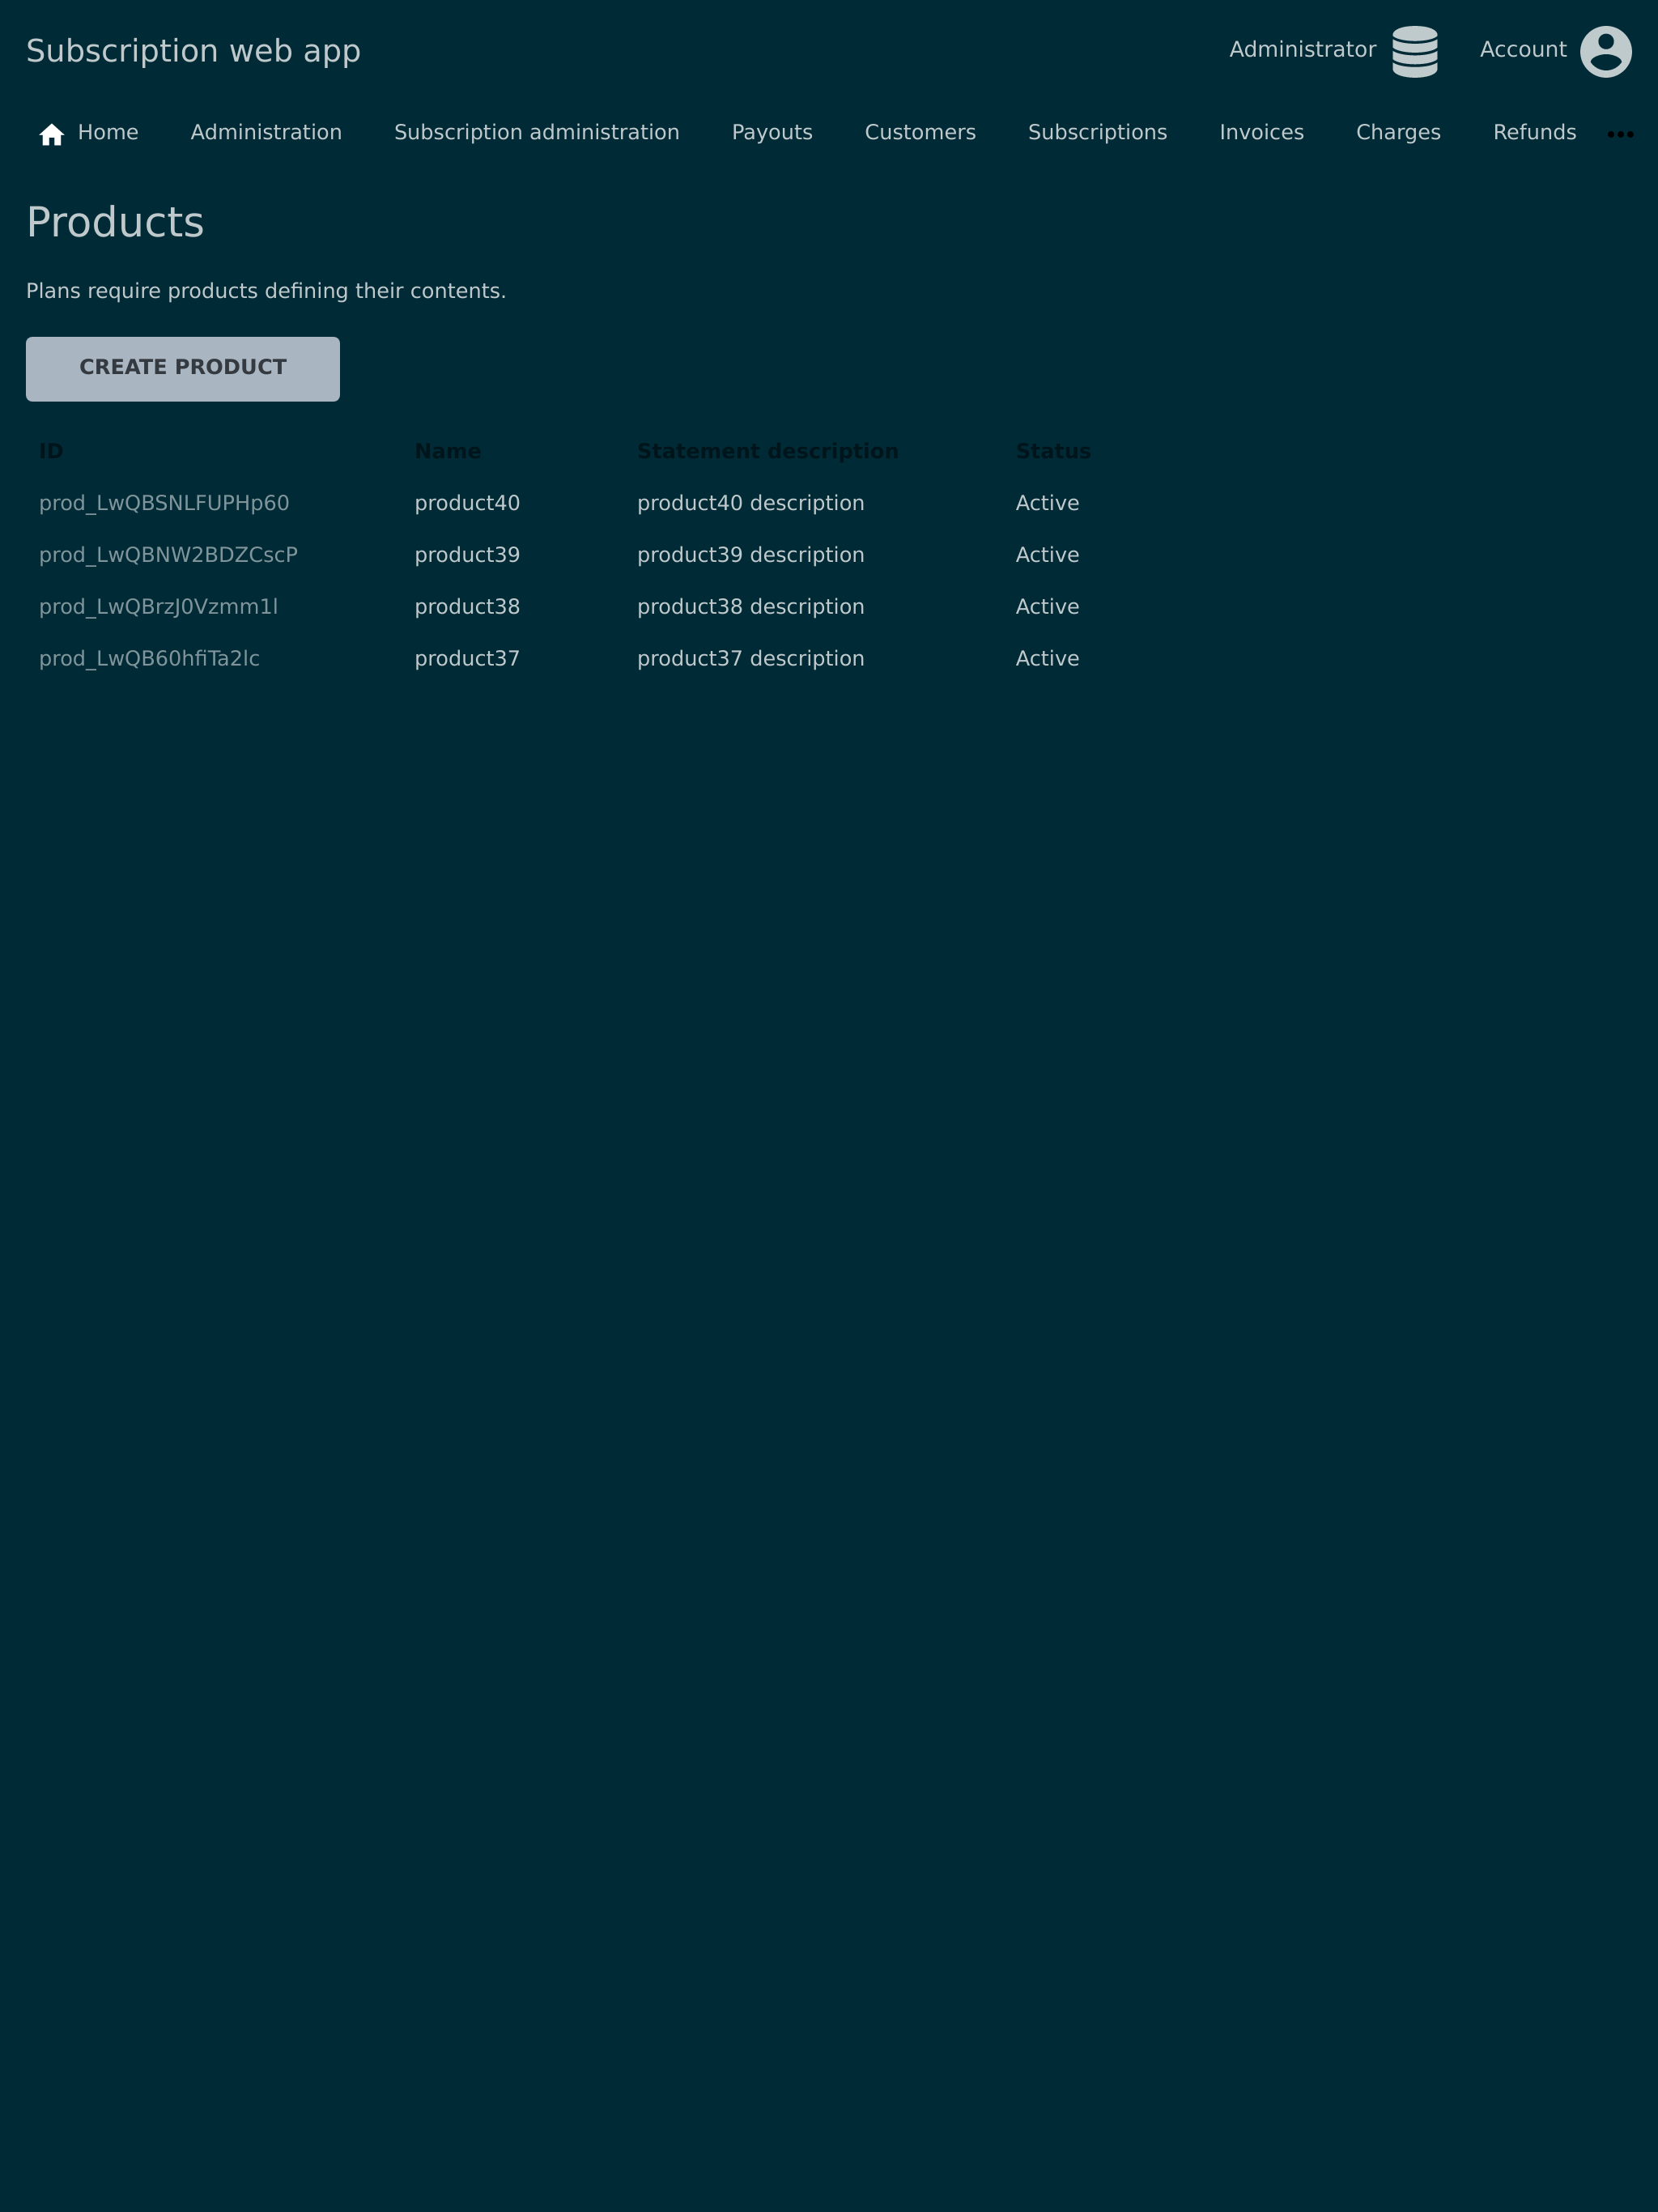 Subscription web app Administrator Account
Home Administration Subscription administration Payouts Customers Subscriptions Invoices Charges Refunds •••
Products
Plans require products defining their contents.
CREATE PRODUCT
ID Name Statement description Status
prod_LwQBSNLFUPHp60 product40 product40 description Active
prod_LwQBNW2BDZCscP product39 product39 description Active
prod_LwQBrzJ0Vzmm1l product38 product38 description Active
prod_LwQB60hfiTa2lc product37 product37 description Active